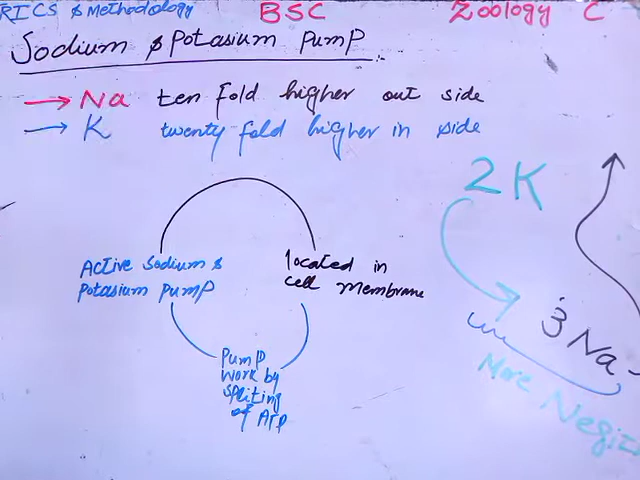 RICS & Methodology BSC Zoology C
Sodium & Potasium Pump
Na ten fold higher out side
K twenty fold higher in side
2K
Active Sodium &
Potasium Pump
located in
cell Membrane
3 Na
Pump
work by
spliting
of ATP
More